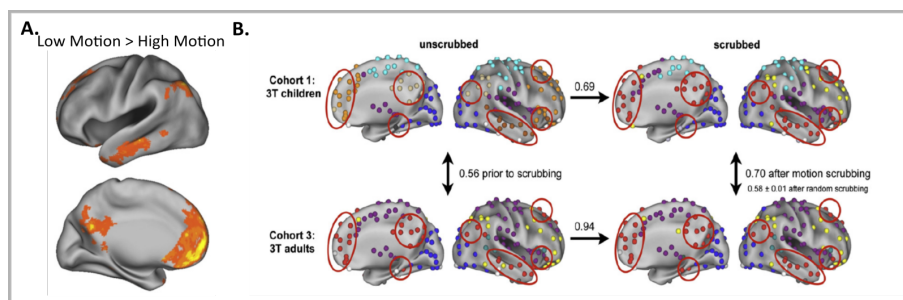 A.
Low Motion > High Motion
B.
unscrubbed
scrubbed
Cohort 1:
3T children
0.69
0.56 prior to scrubbing
0.70 after motion scrubbing
0.58 ± 0.01 after random scrubbing
Cohort 3:
3T adults
0.94